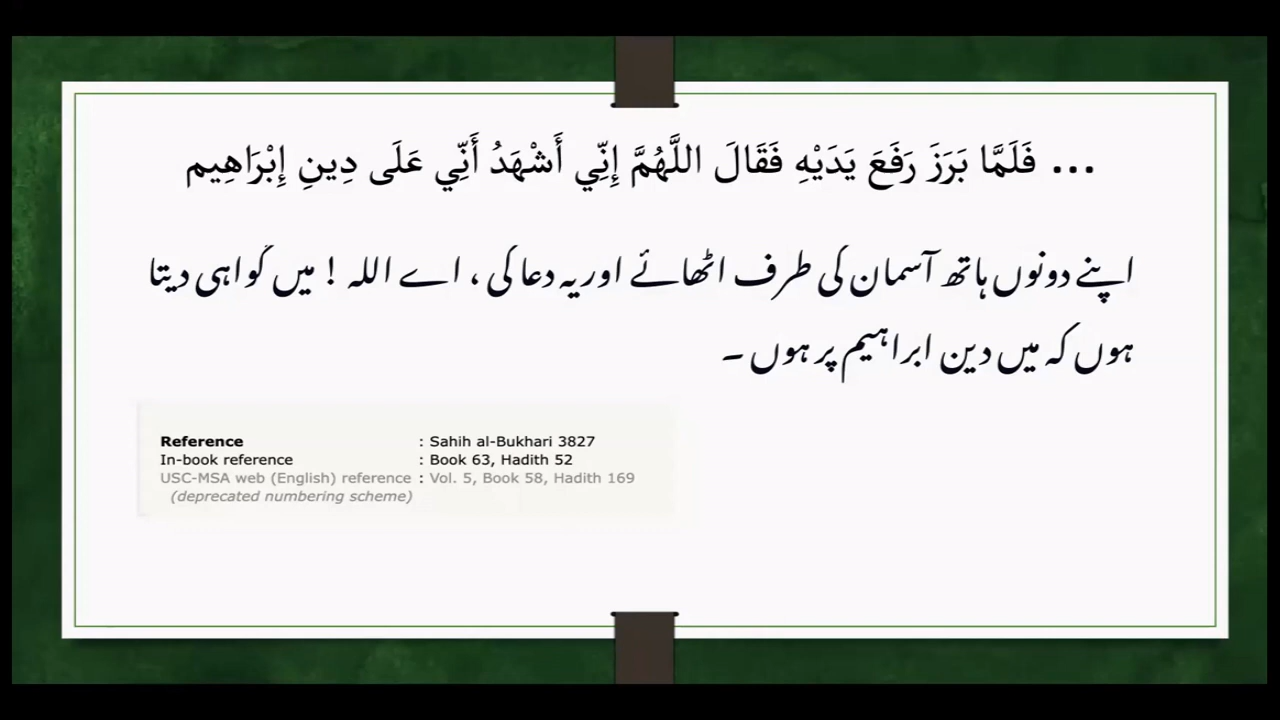 ... فَلَمَّا بَرَزَ رَفَعَ يَدَيْهِ فَقَالَ اللَّهُمَّ إِنِّي أَشْهَدُ أَنِّي عَلَى دِينِ إِبْرَاهِيم
اپنے دونوں ہاتھ آسمان کی طرف اٹھائے اور یہ دعا کی ، اے اللہ ! میں گواہی دیتا
ہوں کہ میں دین ابراہیم پر ہوں ۔
Reference : Sahih al-Bukhari 3827
In-book reference : Book 63, Hadith 52
USC-MSA web (English) reference : Vol. 5, Book 58, Hadith 169
(deprecated numbering scheme)